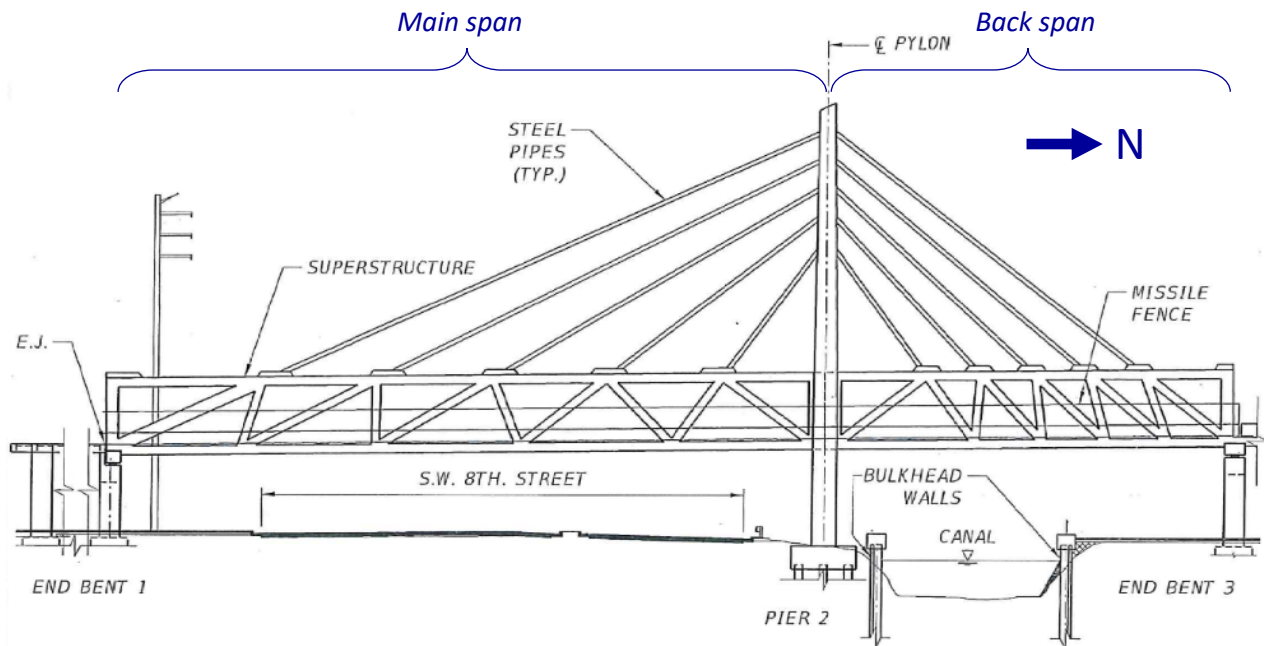 Main span
Back span
℄ PYLON
STEEL
PIPES
(TYP.)
N
SUPERSTRUCTURE
MISSILE
FENCE
E.J.
S.W. 8TH. STREET
BULKHEAD
WALLS
CANAL
END BENT 1
END BENT 3
PIER 2